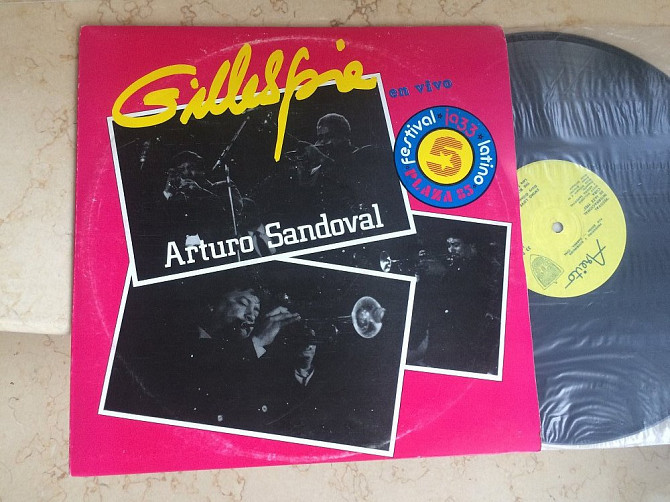 Gillespie
en vivo
festival jazz latino
5
PLAZA 85
Arturo Sandoval
Areito